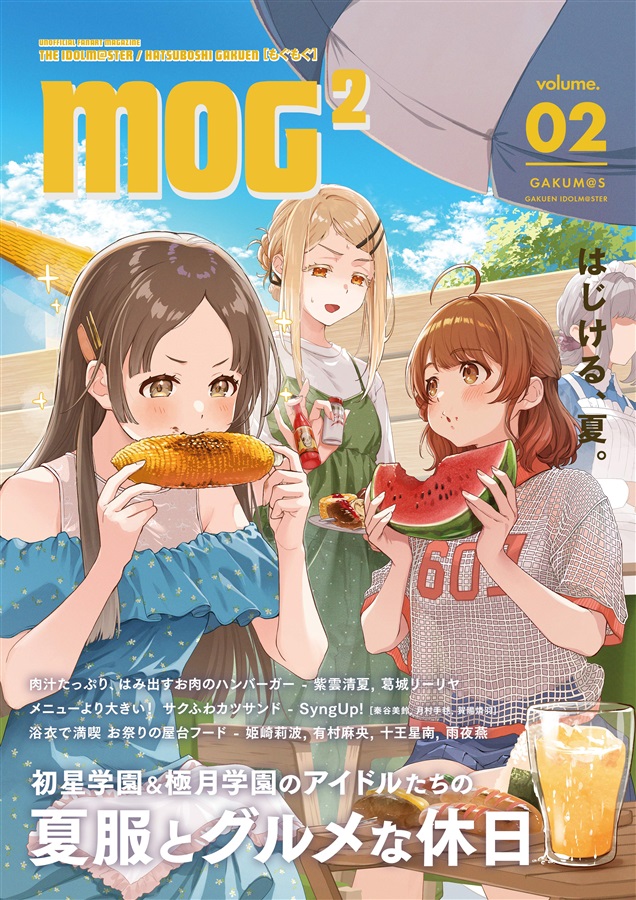 UNOFFICIAL FANART MAGAZINE
THE IDOLM@STER / HATSUBOSHI GAKUEN [もぐもぐ]
MOG²
volume.
02
GAKUM@S
GAKUEN IDOLM@STER
はじける、夏。
601
肉汁たっぷり、はみ出すお肉のハンバーガー - 紫雲清夏, 葛城リーリヤ
メニューより大きい! サクふわカツサンド - SyngUp! [秦谷美鈴, 月村手毬, 賀陽燐羽]
浴衣で満喫 お祭りの屋台フード - 姫崎莉波, 有村麻央, 十王星南, 雨夜燕
初星学園&極月学園のアイドルたちの
夏服とグルメな休日